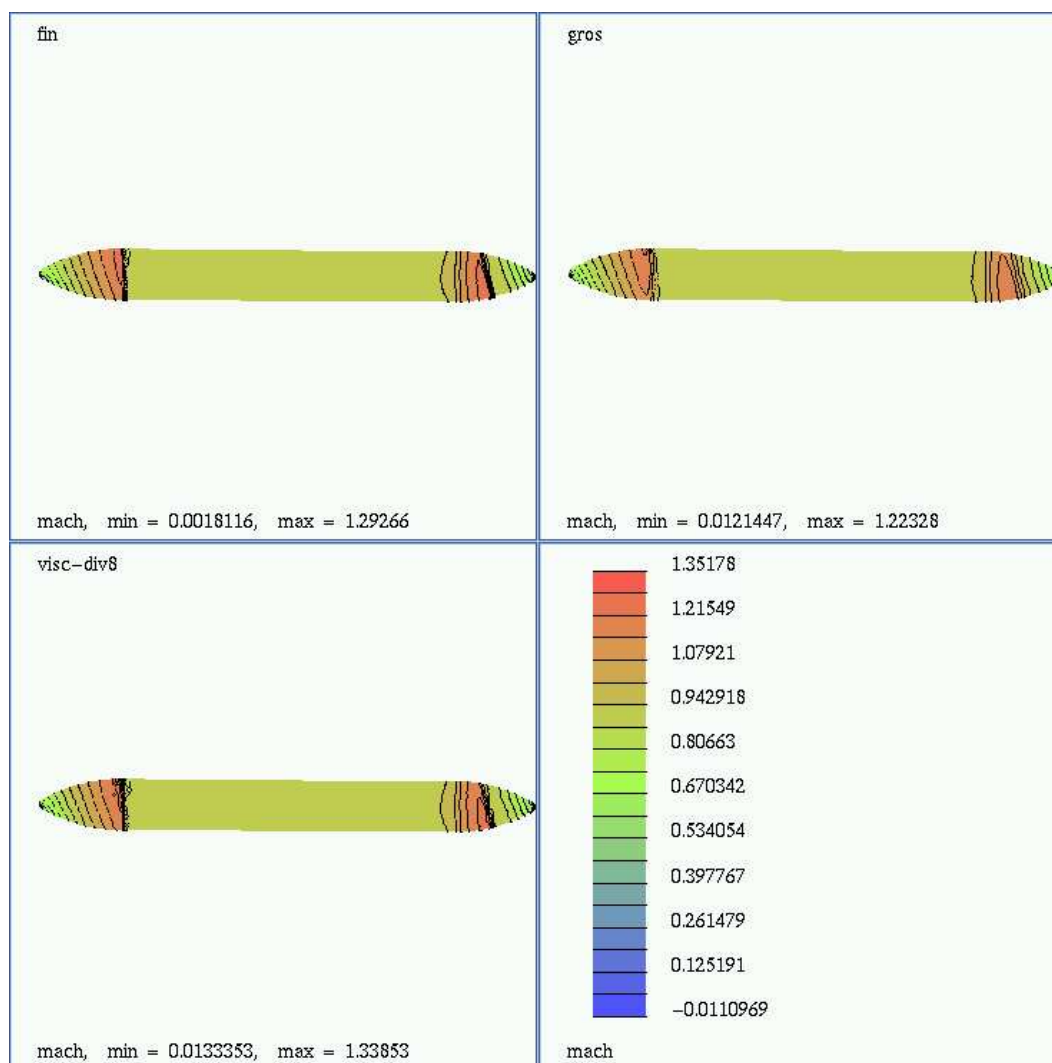 fin
mach, min = 0.0018116, max = 1.29266
gros
mach, min = 0.0121447, max = 1.22328
visc-div8
mach, min = 0.0133353, max = 1.33853
1.35178
1.21549
1.07921
0.942918
0.80663
0.670342
0.534054
0.397767
0.261479
0.125191
-0.0110969
mach